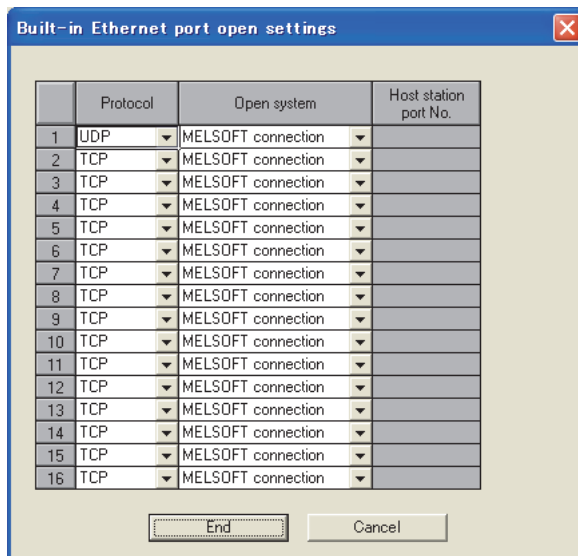 Built-in Ethernet port open settings
Protocol Open system Host station port No.
1 UDP MELSOFT connection
2 TCP MELSOFT connection
3 TCP MELSOFT connection
4 TCP MELSOFT connection
5 TCP MELSOFT connection
6 TCP MELSOFT connection
7 TCP MELSOFT connection
8 TCP MELSOFT connection
9 TCP MELSOFT connection
10 TCP MELSOFT connection
11 TCP MELSOFT connection
12 TCP MELSOFT connection
13 TCP MELSOFT connection
14 TCP MELSOFT connection
15 TCP MELSOFT connection
16 TCP MELSOFT connection
End Cancel